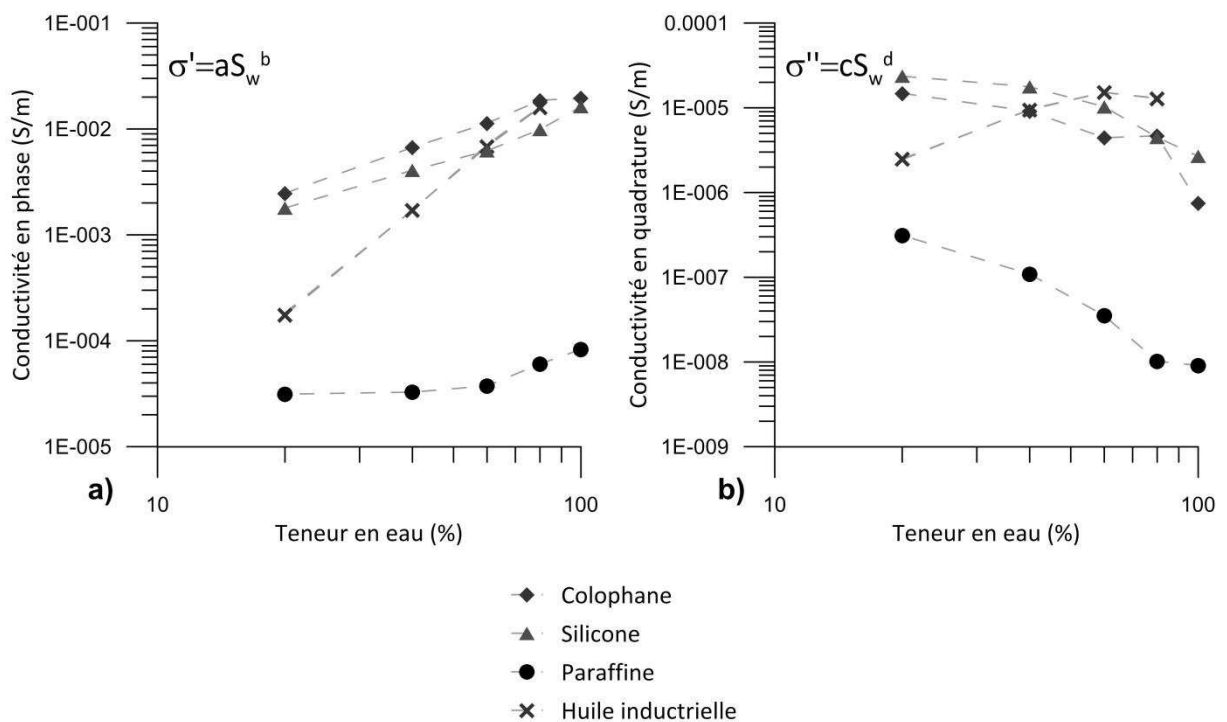 1E-001
σ'=aS_w^b
1E-002
1E-003
1E-004
1E-005
Conductivité en phase (S/m)
a)
10
100
Teneur en eau (%)
0.0001
σ''=cS_w^d
1E-005
1E-006
1E-007
1E-008
1E-009
Conductivité en quadrature (S/m)
b)
10
100
Teneur en eau (%)
Colophane
Silicone
Paraffine
Huile inductrielle